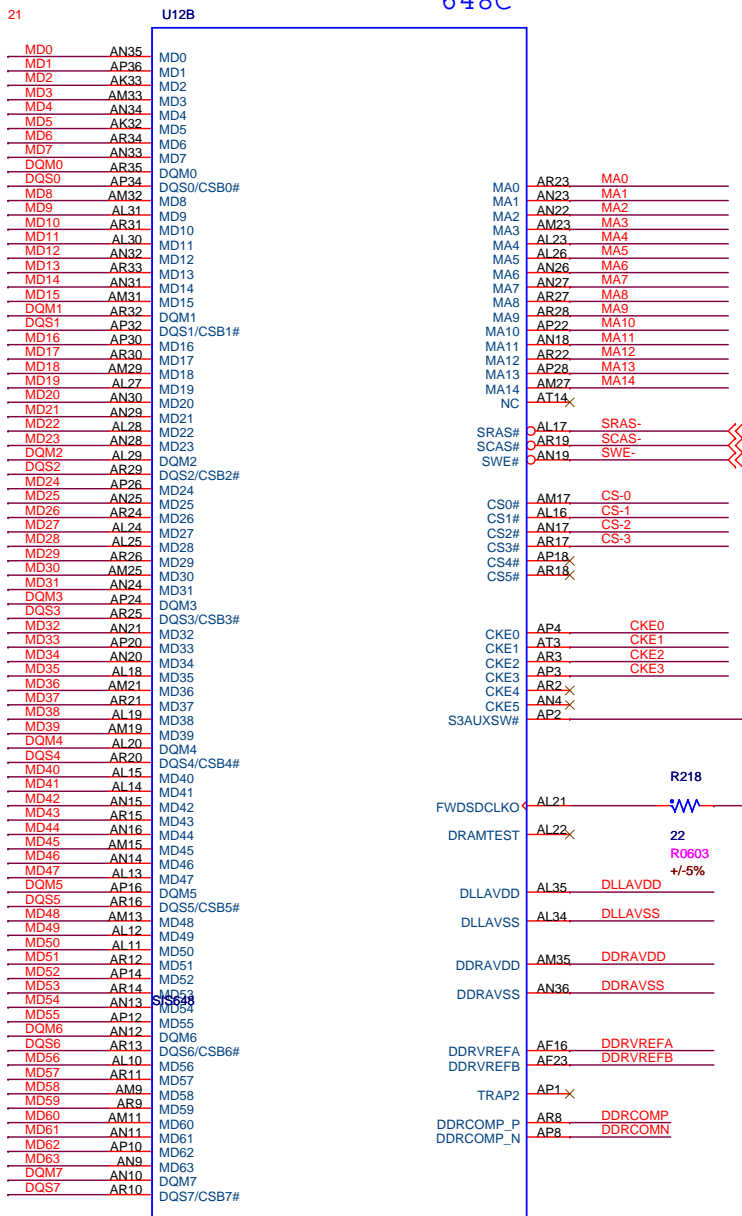 648C
21
U12B
MD0 AN35 MD0
MD1 AP36 MD1
MD2 AK33 MD2
MD3 AM33 MD3
MD4 AN34 MD4
MD5 AK32 MD5
MD6 AR34 MD6
MD7 AN33 MD7
DQM0 AR35 DQM0
DQS0 AP34 DQS0/CSB0#
MD8 AM32 MD8
MD9 AL31 MD9
MD10 AR31 MD10
MD11 AL30 MD11
MD12 AN32 MD12
MD13 AR33 MD13
MD14 AN31 MD14
MD15 AM31 MD15
DQM1 AR32 DQM1
DQS1 AP32 DQS1/CSB1#
MD16 AP30 MD16
MD17 AR30 MD17
MD18 AM29 MD18
MD19 AL27 MD19
MD20 AN30 MD20
MD21 AN29 MD21
MD22 AL28 MD22
MD23 AN28 MD23
DQM2 AL29 DQM2
DQS2 AR29 DQS2/CSB2#
MD24 AP26 MD24
MD25 AN25 MD25
MD26 AR24 MD26
MD27 AL24 MD27
MD28 AL25 MD28
MD29 AR26 MD29
MD30 AM25 MD30
MD31 AN24 MD31
DQM3 AP24 DQM3
DQS3 AR25 DQS3/CSB3#
MD32 AN21 MD32
MD33 AP20 MD33
MD34 AN20 MD34
MD35 AL18 MD35
MD36 AM21 MD36
MD37 AR21 MD37
MD38 AL19 MD38
MD39 AM19 MD39
DQM4 AL20 DQM4
DQS4 AR20 DQS4/CSB4#
MD40 AL15 MD40
MD41 AL14 MD41
MD42 AN15 MD42
MD43 AR15 MD43
MD44 AN16 MD44
MD45 AM15 MD45
MD46 AN14 MD46
MD47 AL13 MD47
DQM5 AP16 DQM5
DQS5 AR16 DQS5/CSB5#
MD48 AM13 MD48
MD49 AL12 MD49
MD50 AL11 MD50
MD51 AR12 MD51
MD52 AP14 MD52
MD53 AR14 MD53
MD54 AN13 MD54
SIS648
MD55 AP12 MD55
DQM6 AN12 DQM6
DQS6 AR13 DQS6/CSB6#
MD56 AL10 MD56
MD57 AR11 MD57
MD58 AM9 MD58
MD59 AR9 MD59
MD60 AM11 MD60
MD61 AN11 MD61
MD62 AP10 MD62
MD63 AN9 MD63
DQM7 AN10 DQM7
DQS7 AR10 DQS7/CSB7#
MA0 AR23 MA0
MA1 AN23 MA1
MA2 AN22 MA2
MA3 AM23 MA3
MA4 AL23 MA4
MA5 AL26 MA5
MA6 AN26 MA6
MA7 AN27 MA7
MA8 AR27 MA8
MA9 AR28 MA9
MA10 AP22 MA10
MA11 AN18 MA11
MA12 AR22 MA12
MA13 AP28 MA13
MA14 AM27 MA14
NC AT14
SRAS# AL17 SRAS-
SCAS# AR19 SCAS-
SWE# AN19 SWE-
CS0# AM17 CS-0
CS1# AL16 CS-1
CS2# AN17 CS-2
CS3# AR17 CS-3
CS4# AP18
CS5# AR18
CKE0 AP4 CKE0
CKE1 AT3 CKE1
CKE2 AR3 CKE2
CKE3 AP3 CKE3
CKE4 AR2
CKE5 AN4
S3AUXSW# AP2
FWDSDCLKO AL21
R218
22
R0603
+/-5%
DRAMTEST AL22
DLLAVDD AL35 DLLAVDD
DLLAVSS AL34 DLLAVSS
DDRAVDD AM35 DDRAVDD
DDRAVSS AN36 DDRAVSS
DDRVREFA AF16 DDRVREFA
DDRVREFB AF23 DDRVREFB
TRAP2 AP1
DDRCOMP_P AR8 DDRCOMP
DDRCOMP_N AP8 DDRCOMN